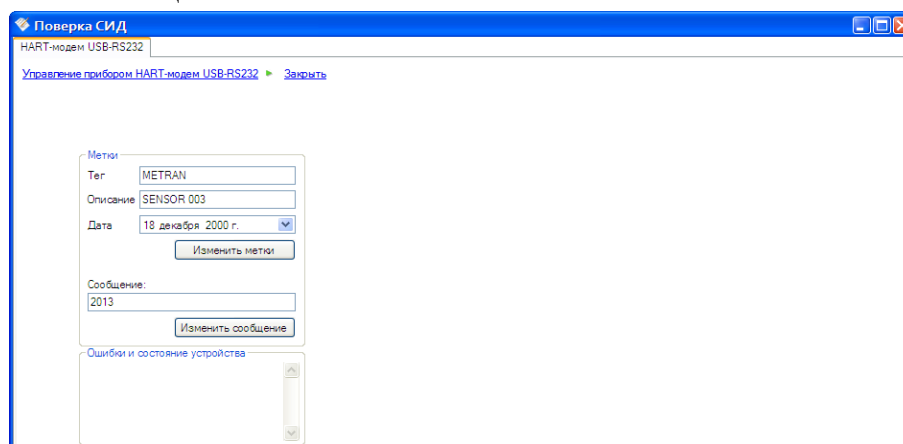 Поверка СИД
HART-модем USB-RS232
Управление прибором HART-модем USB-RS232 Закрыть
Метки
Тег METRAN
Описание SENSOR 003
Дата 18 декабря 2000 г.
Изменить метки
Сообщение:
2013
Изменить сообщение
Ошибки и состояние устройства